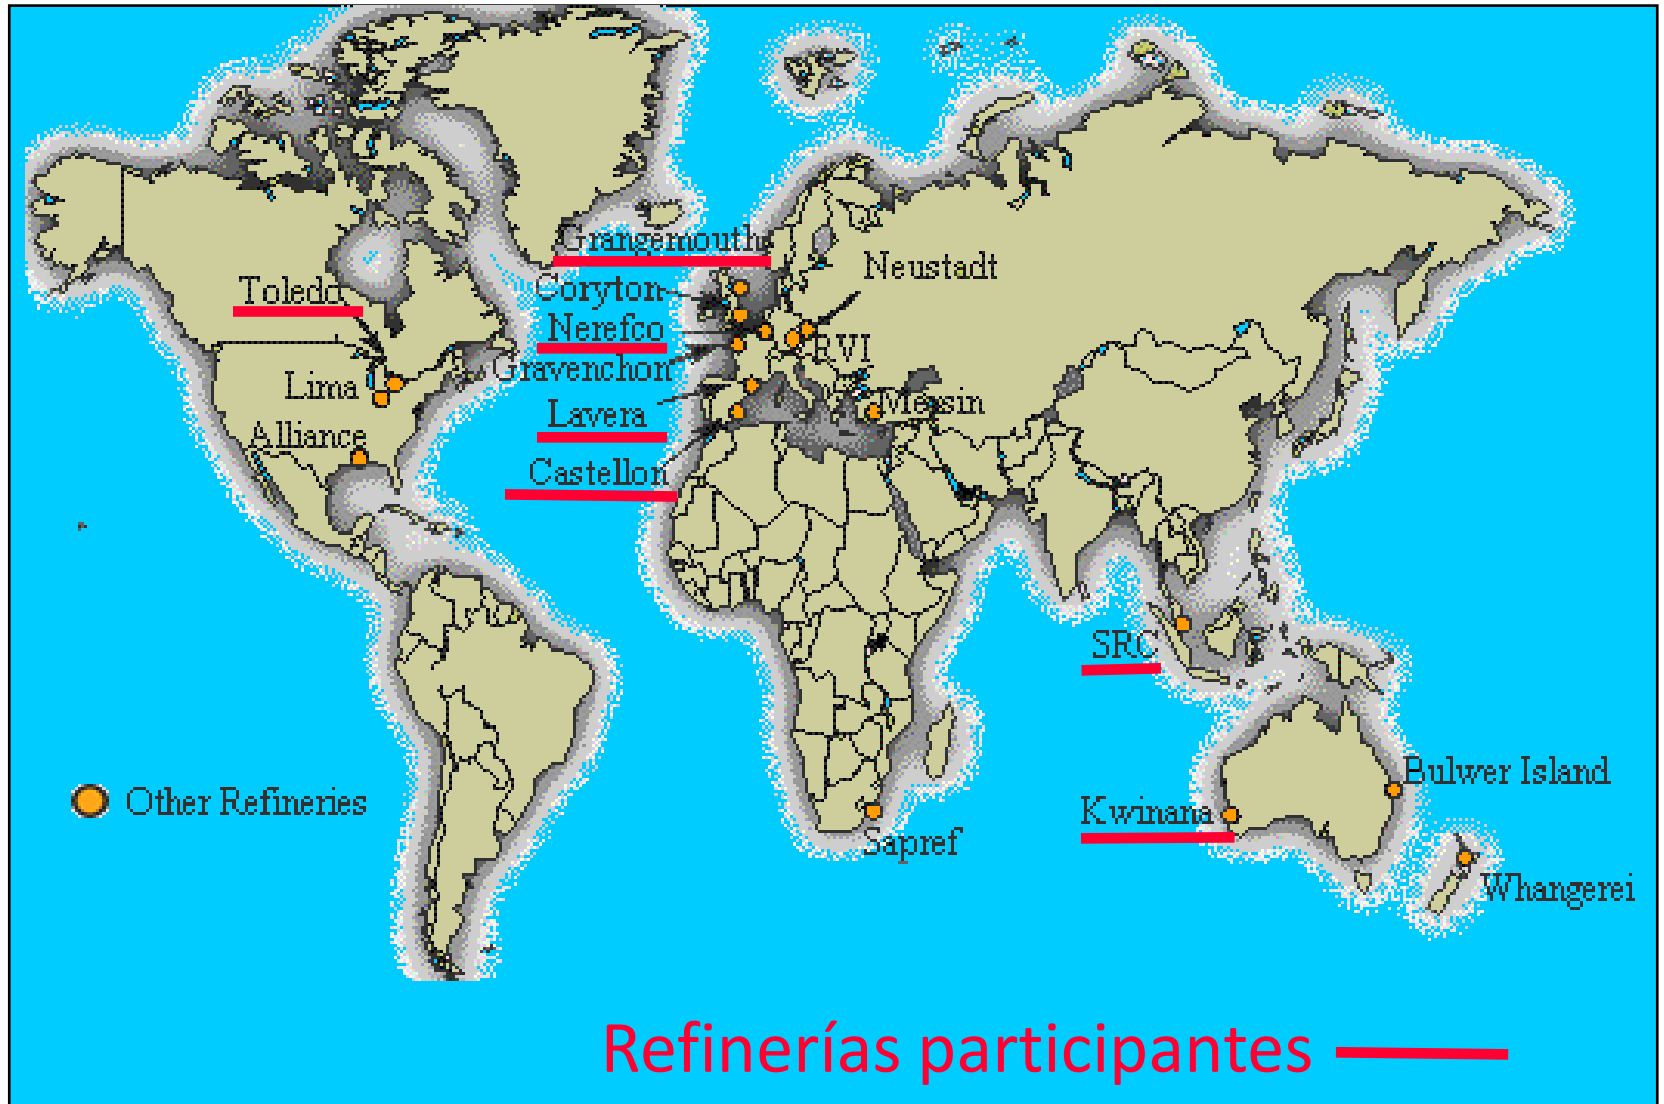 Grangemouth
Neustadt
Toledo
Coryton
Nerefco
RVI
Gravenchon
Lima
Mersin
Lavera
Alliance
Castellon
SRC
Bulwer Island
Other Refineries
Kwinana
Sapref
Whangerei
Refinerías participantes